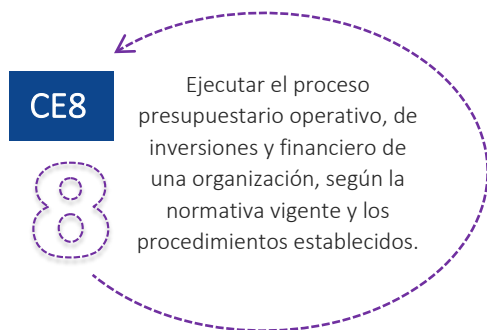 CE8
8
Ejecutar el proceso
presupuestario operativo, de
inversiones y financiero de
una organización, según la
normativa vigente y los
procedimientos establecidos.